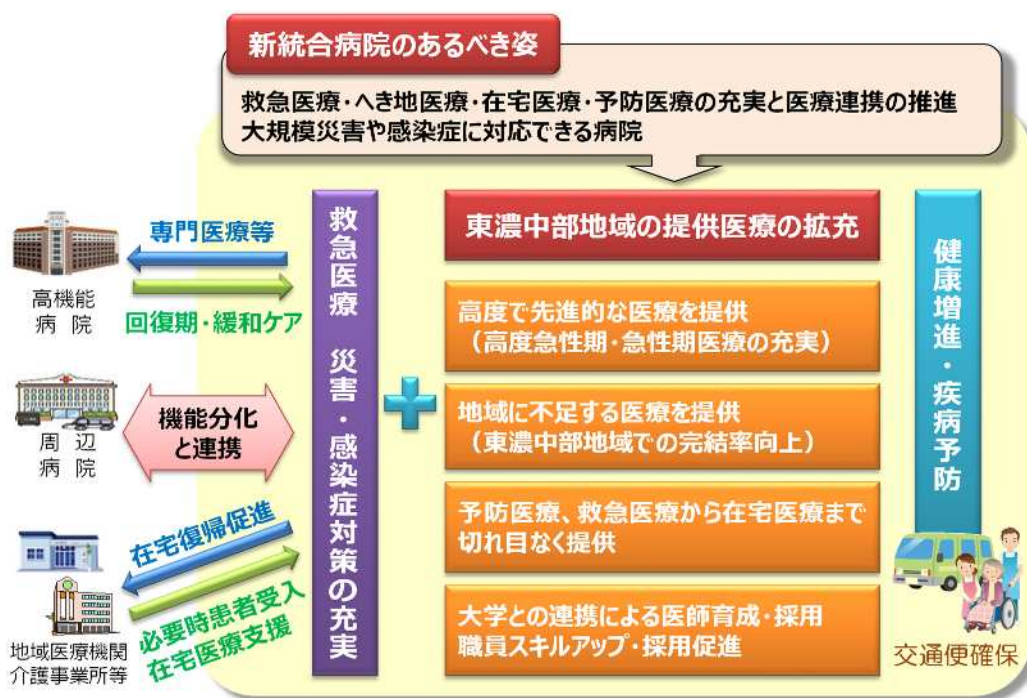 新統合病院のあるべき姿
救急医療・へき地医療・在宅医療・予防医療の充実と医療連携の推進
大規模災害や感染症に対応できる病院
高機能
病院
専門医療等
回復期・緩和ケア
周辺
病院
機能分化
と連携
地域医療機関
介護事業所等
在宅復帰促進
必要時患者受入
在宅医療支援
救急医療 災害・感染症対策の充実
東濃中部地域の提供医療の拡充
高度で先進的な医療を提供
（高度急性期・急性期医療の充実）
地域に不足する医療を提供
（東濃中部地域での完結率向上）
予防医療、救急医療から在宅医療まで
切れ目なく提供
大学との連携による医師育成・採用
職員スキルアップ・採用促進
健康増進・疾病予防
交通便確保